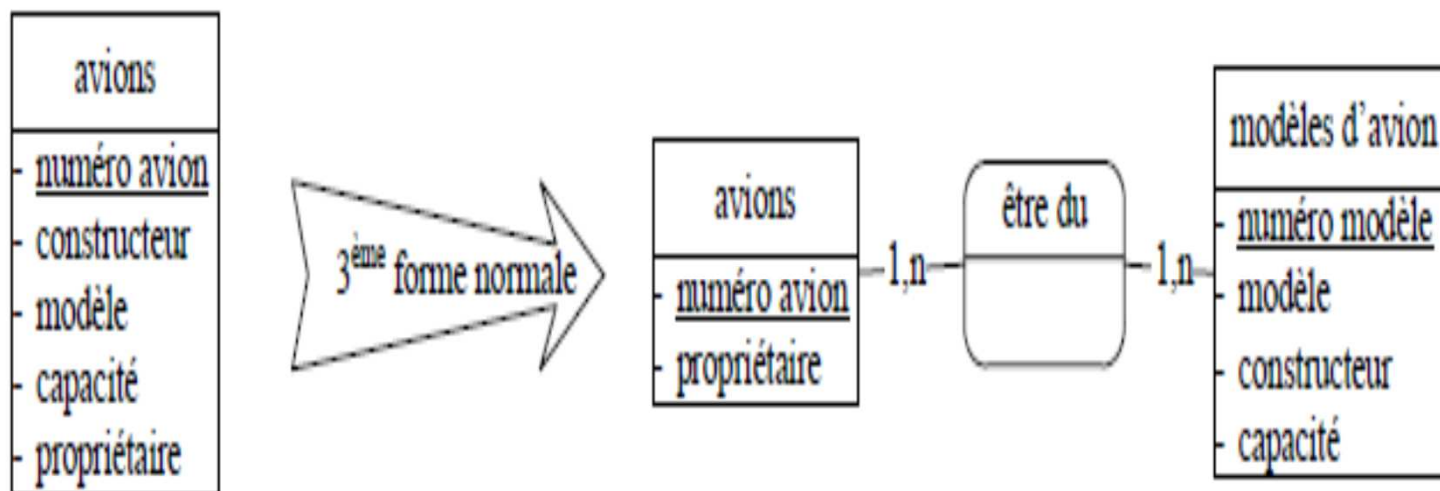 avions
- numéro avion
- constructeur
- modèle
- capacité
- propriétaire
3ème forme normale
avions
- numéro avion
- propriétaire
1,n
être du
1,n
modèles d'avion
- numéro modèle
- modèle
- constructeur
- capacité